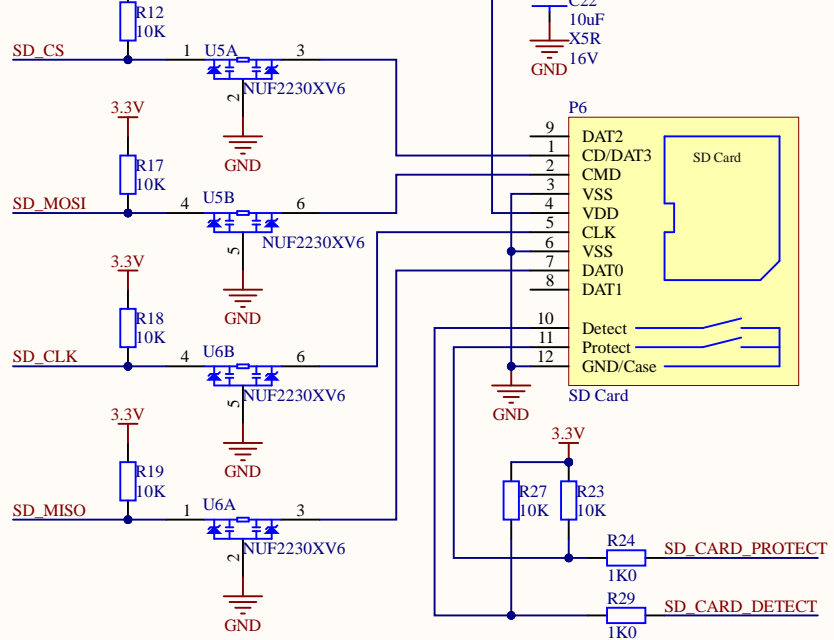 R12
10K
SD_CS
1
U5A
3
NUF2230XV6
2
GND
C22
10uF
X5R
16V
GND
3.3V
R17
10K
SD_MOSI
4
U5B
6
NUF2230XV6
5
GND
3.3V
R18
10K
SD_CLK
4
U6B
6
NUF2230XV6
5
GND
3.3V
R19
10K
SD_MISO
1
U6A
3
NUF2230XV6
2
GND
P6
9 DAT2
1 CD/DAT3
2 CMD
3 VSS
4 VDD
5 CLK
6 VSS
7 DAT0
8 DAT1
10 Detect
11 Protect
12 GND/Case
SD Card
SD Card
GND
3.3V
R27
10K
R23
10K
R24
1K0
SD_CARD_PROTECT
R29
1K0
SD_CARD_DETECT